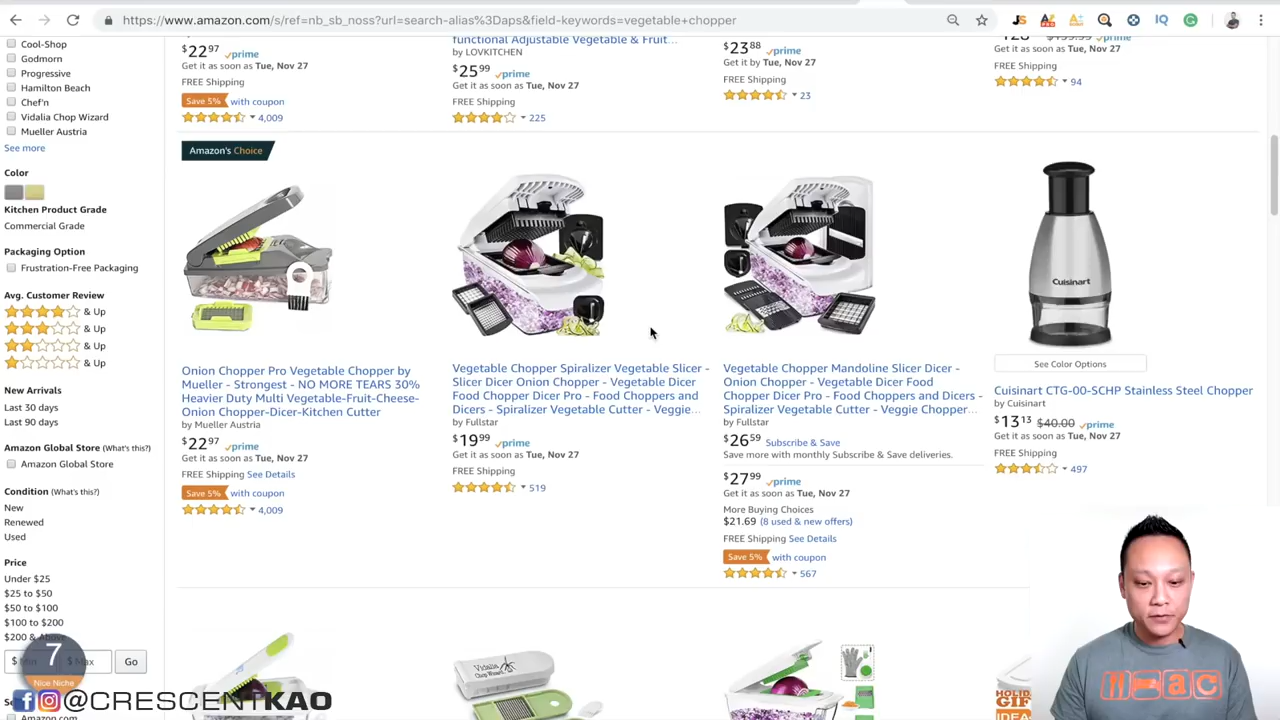 https://www.amazon.com/s/ref=nb_sb_noss?url=search-alias%3Daps&field-keywords=vegetable+chopper
Cool-Shop
Godmorn
Progressive
Hamilton Beach
Chef'n
Vidalia Chop Wizard
Mueller Austria
See more
Color
Kitchen Product Grade
Commercial Grade
Packaging Option
Frustration-Free Packaging
Avg. Customer Review
& Up
& Up
& Up
& Up
New Arrivals
Last 30 days
Last 90 days
Amazon Global Store (What's this?)
Amazon Global Store
Condition (What's this?)
New
Renewed
Used
Price
Under $25
$25 to $50
$50 to $100
$100 to $200
$200 & Above
$ Min $ Max Go
7
Nice Niche
@CRESCENTKAO
Amazon.com
$22.97 prime
Get it as soon as Tue, Nov 27
FREE Shipping
Save 5% with coupon
4,009
functional Adjustable Vegetable & Fruit...
by LOVKITCHEN
$25.99 prime
Get it as soon as Tue, Nov 27
FREE Shipping
225
$23.88 prime
Get it by Tue, Nov 27
FREE Shipping
23
prime
Get it as soon as Tue, Nov 27
FREE Shipping
94
Amazon's Choice
Onion Chopper Pro Vegetable Chopper by
Mueller - Strongest - NO MORE TEARS 30%
Heavier Duty Multi Vegetable-Fruit-Cheese-
Onion Chopper-Dicer-Kitchen Cutter
by Mueller Austria
$22.97 prime
Get it as soon as Tue, Nov 27
FREE Shipping See Details
Save 5% with coupon
4,009
Vegetable Chopper Spiralizer Vegetable Slicer -
Slicer Dicer Onion Chopper - Vegetable Dicer
Food Chopper Dicer Pro - Food Choppers and
Dicers - Spiralizer Vegetable Cutter - Veggie...
by Fullstar
$19.99 prime
Get it as soon as Tue, Nov 27
FREE Shipping
519
Vegetable Chopper Mandoline Slicer Dicer -
Onion Chopper - Vegetable Dicer Food
Chopper Dicer Pro - Food Choppers and Dicers -
Spiralizer Vegetable Cutter - Veggie Chopper...
by Fullstar
$26.59 Subscribe & Save
Save more with monthly Subscribe & Save deliveries.
$27.99 prime
Get it as soon as Tue, Nov 27
More Buying Choices
$21.69 (8 used & new offers)
FREE Shipping See Details
Save 5% with coupon
567
Cuisinart
See Color Options
Cuisinart CTG-00-SCHP Stainless Steel Chopper
by Cuisinart
$13.13 $40.00 prime
Get it as soon as Tue, Nov 27
FREE Shipping
497
Vidalia
Chop Wizard
HOLID
GIF
IDEA